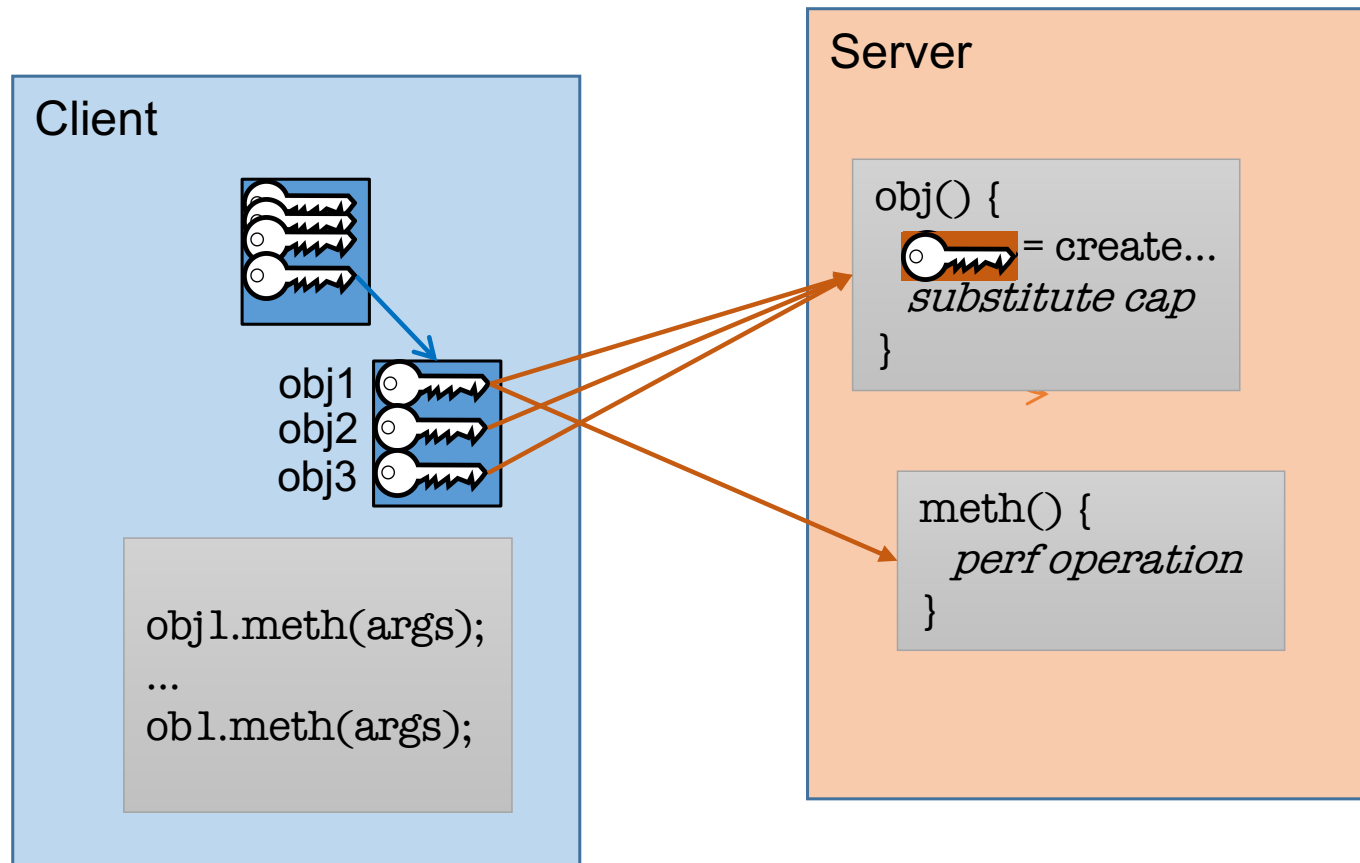 Client
obj1
obj2
obj3
obj1.meth(args);
...
ob1.meth(args);
Server
obj() {
= create...
substitute cap
}
meth() {
perf operation
}